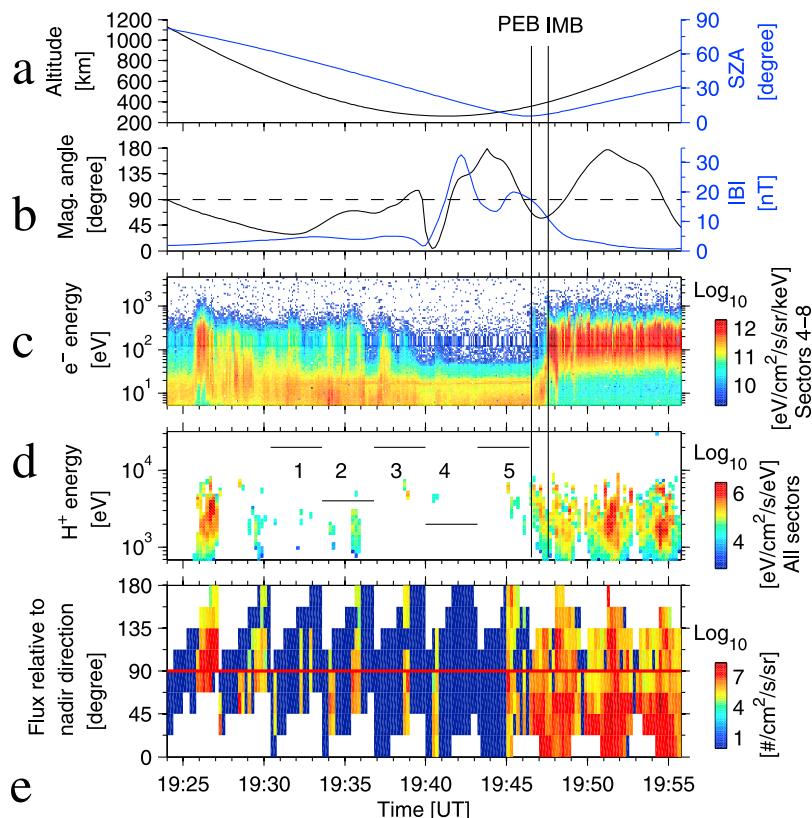 PEB IMB
a
Altitude
[km]
1200
1000
800
600
400
200
90
60
30
0
SZA
[degree]
b
Mag. angle
[degree]
180
135
90
45
0
30
20
10
0
|B|
[nT]
c
e⁻ energy
[eV]
10³
10²
10¹
Log₁₀
12
11
10
[eV/cm²/s/sr/keV]
Sectors 4–8
d
H⁺ energy
[eV]
10⁴
10³
1
2
3
4
5
Log₁₀
6
4
[eV/cm²/s/eV]
All sectors
e
Flux relative to
nadir direction
[degree]
180
135
90
45
0
Log₁₀
7
4
1
[#/cm²/s/sr]
19:25 19:30 19:35 19:40 19:45 19:50 19:55
Time [UT]